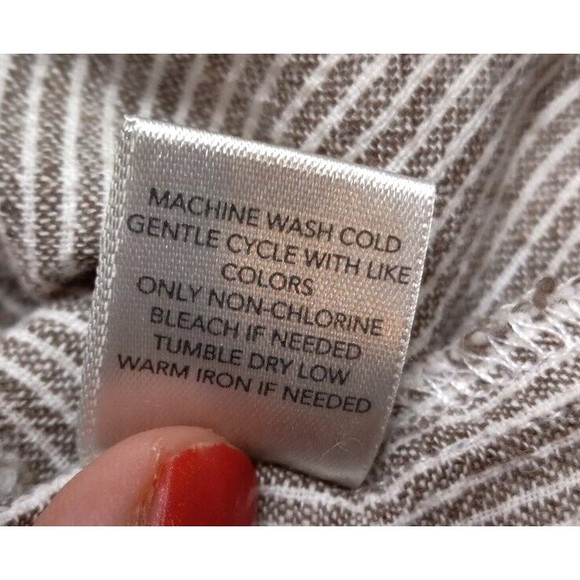 MACHINE WASH COLD
GENTLE CYCLE WITH LIKE
COLORS
ONLY NON-CHLORINE
BLEACH IF NEEDED
TUMBLE DRY LOW
WARM IRON IF NEEDED